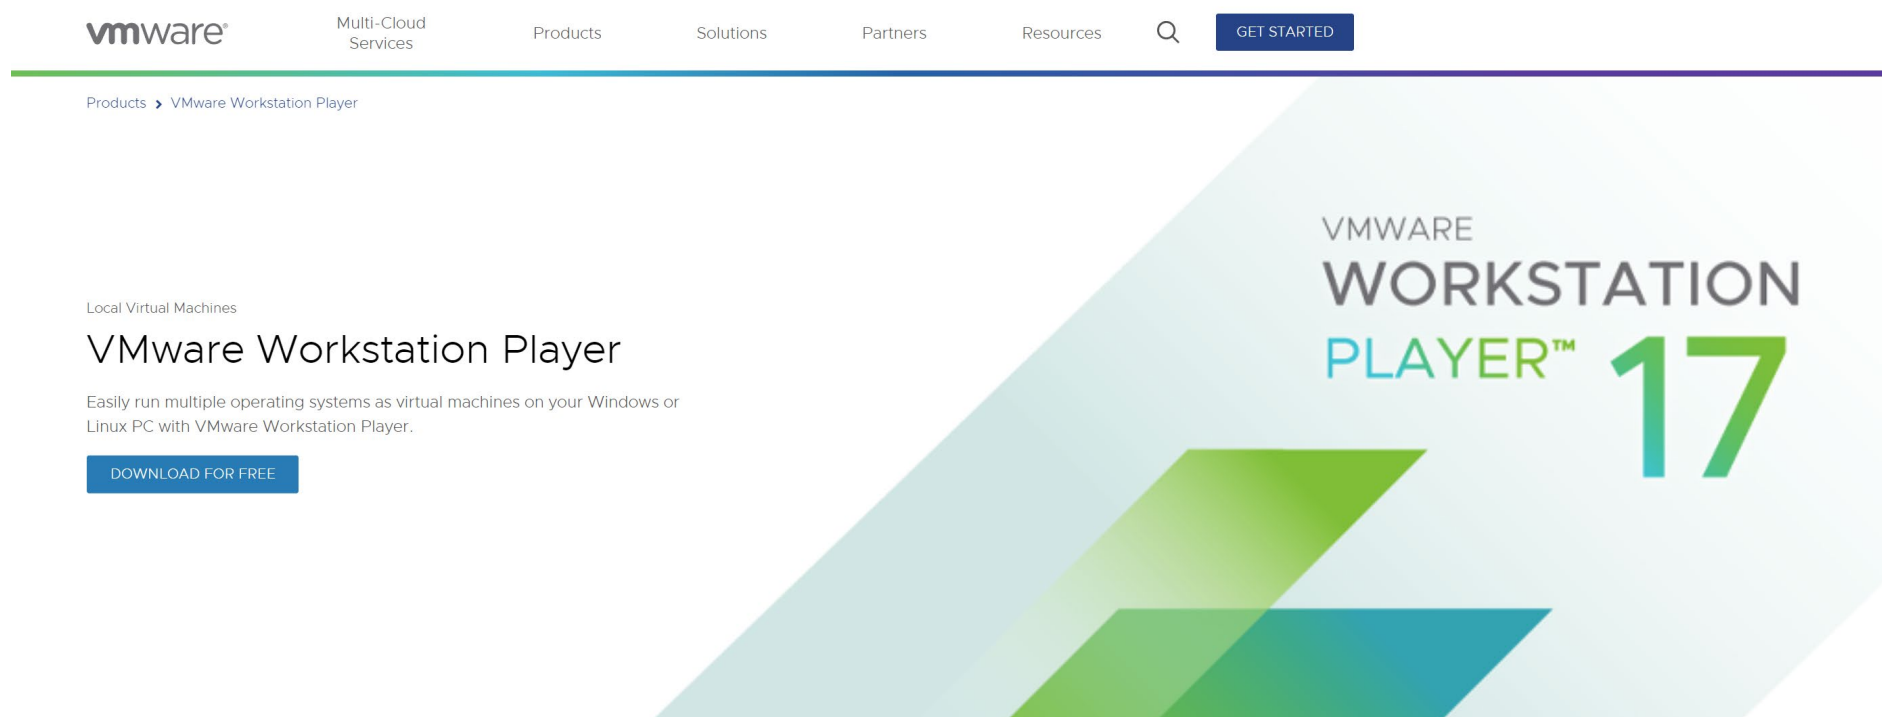 vmware®
Multi-Cloud
Services
Products
Solutions
Partners
Resources
GET STARTED
Products > VMware Workstation Player
Local Virtual Machines
VMware Workstation Player
Easily run multiple operating systems as virtual machines on your Windows or
Linux PC with VMware Workstation Player.
DOWNLOAD FOR FREE
VMWARE
WORKSTATION
PLAYER™ 17